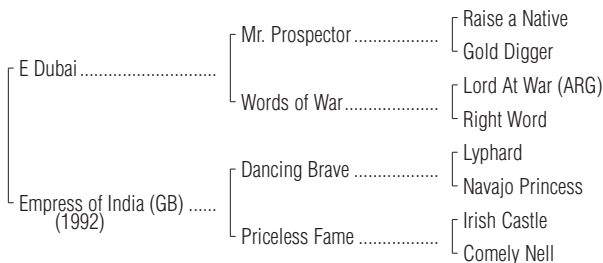 Raise a Native
Mr. Prospector ..................
Gold Digger
E Dubai .............................
Lord At War (ARG)
Words of War ....................
Right Word
Lyphard
Dancing Brave ..................
Navajo Princess
Empress of India (GB) ......
(1992)
Irish Castle
Priceless Fame .................
Comely Nell